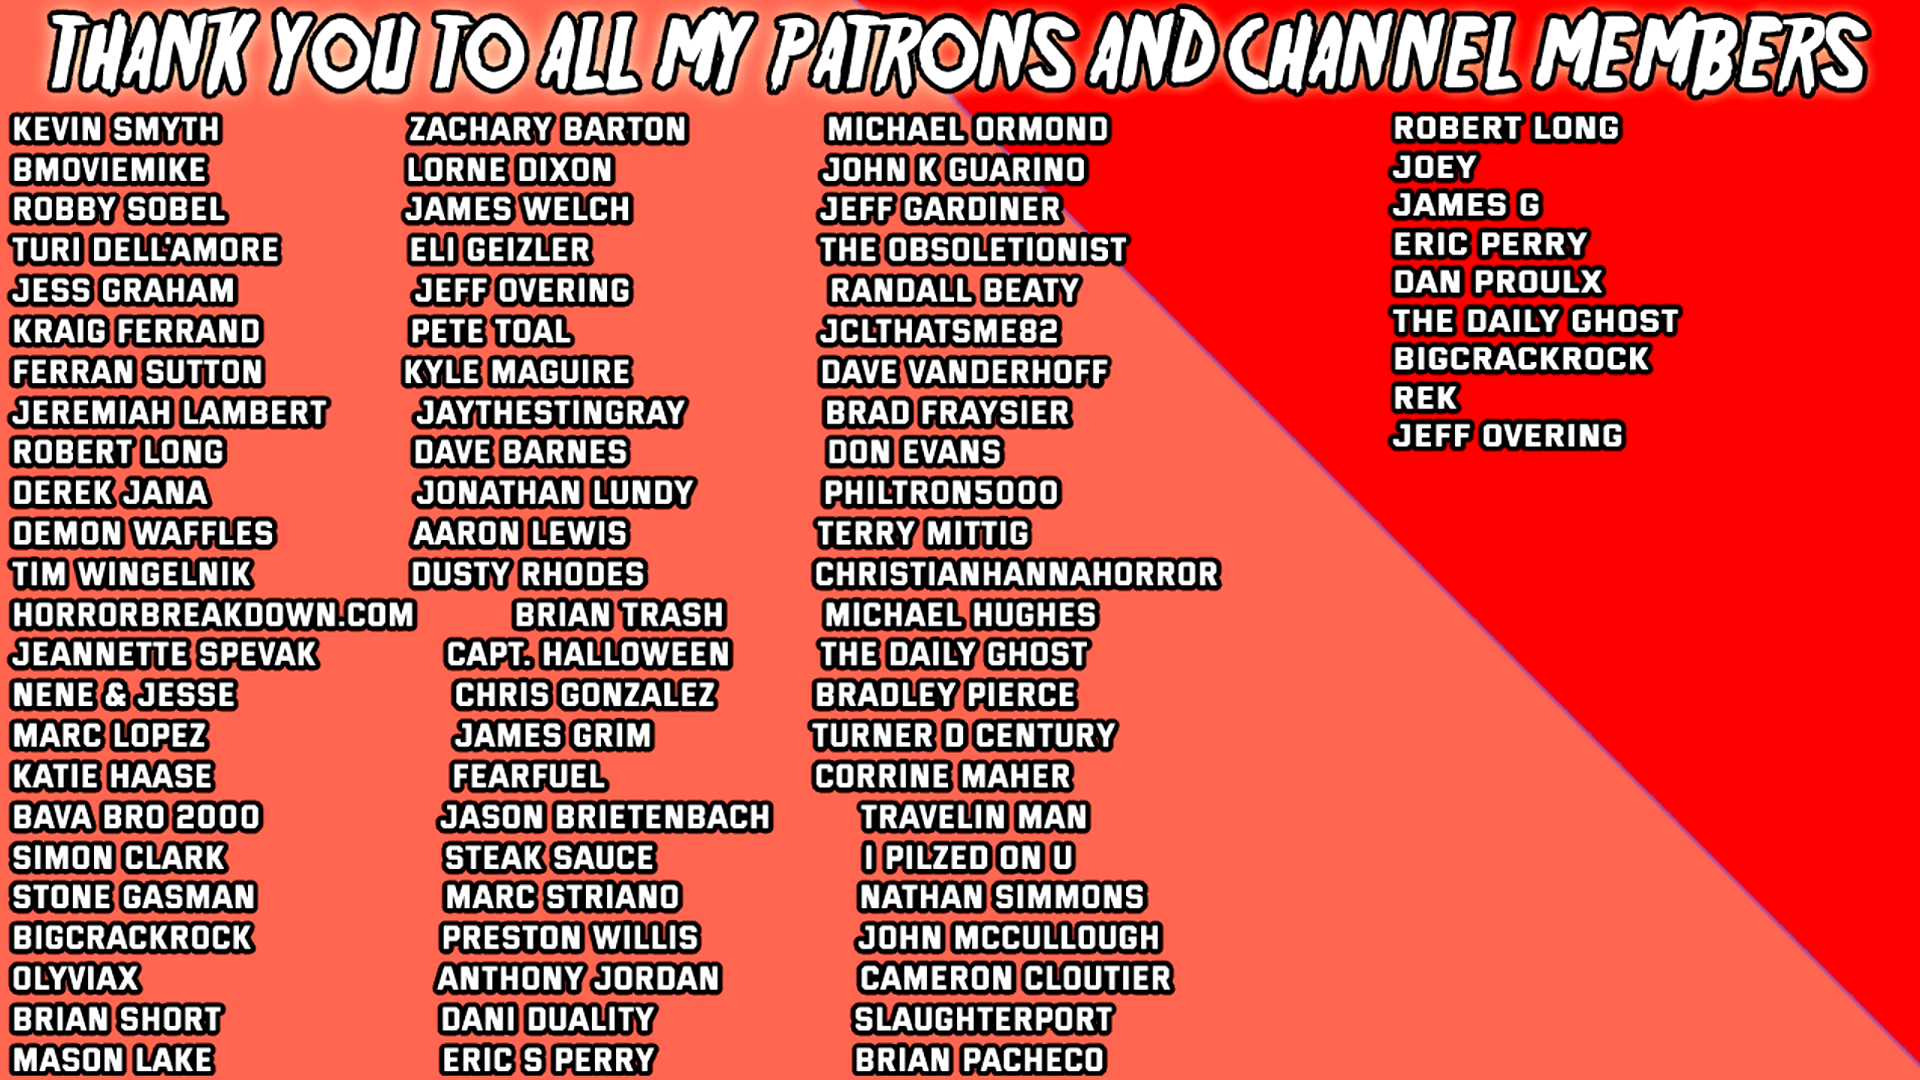 THANK YOU TO ALL MY PATRONS AND CHANNEL MEMBERS
KEVIN SMYTH
BMOVIEMIKE
ROBBY SOBEL
TURI DELL'AMORE
JESS GRAHAM
KRAIG FERRAND
FERRAN SUTTON
JEREMIAH LAMBERT
ROBERT LONG
DEREK JANA
DEMON WAFFLES
TIM WINGELNIK
HORRORBREAKDOWN.COM
JEANNETTE SPEVAK
NENE & JESSE
MARC LOPEZ
KATIE HAASE
BAVA BRO 2000
SIMON CLARK
STONE GASMAN
BIGCRACKROCK
OLYVIAX
BRIAN SHORT
MASON LAKE
ZACHARY BARTON
LORNE DIXON
JAMES WELCH
ELI GEIZLER
JEFF OVERING
PETE TOAL
KYLE MAGUIRE
JAYTHESTINGRAY
DAVE BARNES
JONATHAN LUNDY
AARON LEWIS
DUSTY RHODES
BRIAN TRASH
CAPT. HALLOWEEN
CHRIS GONZALEZ
JAMES GRIM
FEARFUEL
JASON BRIETENBACH
STEAK SAUCE
MARC STRIANO
PRESTON WILLIS
ANTHONY JORDAN
DANI DUALITY
ERIC S PERRY
MICHAEL ORMOND
JOHN K GUARINO
JEFF GARDINER
THE OBSOLETIONIST
RANDALL BEATY
JCLTHATSME82
DAVE VANDERHOFF
BRAD FRAYSIER
DON EVANS
PHILTRON5000
TERRY MITTIG
CHRISTIANHANNAHORROR
MICHAEL HUGHES
THE DAILY GHOST
BRADLEY PIERCE
TURNER D CENTURY
CORRINE MAHER
TRAVELIN MAN
I PILZED ON U
NATHAN SIMMONS
JOHN MCCULLOUGH
CAMERON CLOUTIER
SLAUGHTERPORT
BRIAN PACHECO
ROBERT LONG
JOEY
JAMES G
ERIC PERRY
DAN PROULX
THE DAILY GHOST
BIGCRACKROCK
REK
JEFF OVERING